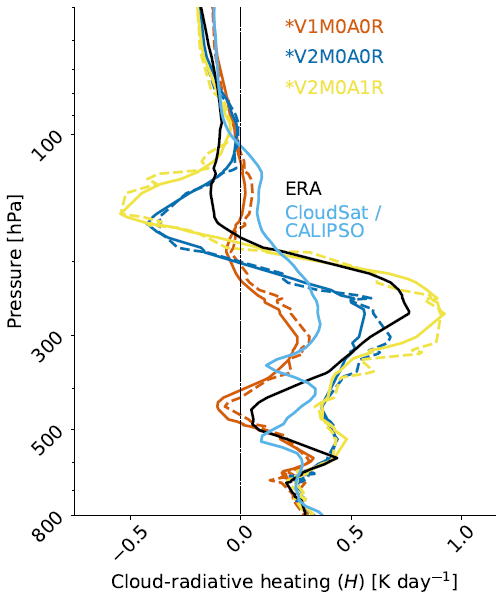 *V1M0A0R
*V2M0A0R
*V2M0A1R
ERA
CloudSat /
CALIPSO
Pressure [hPa]
100
300
500
800
−0.5
0.0
0.5
1.0
Cloud-radiative heating (H) [K day⁻¹]